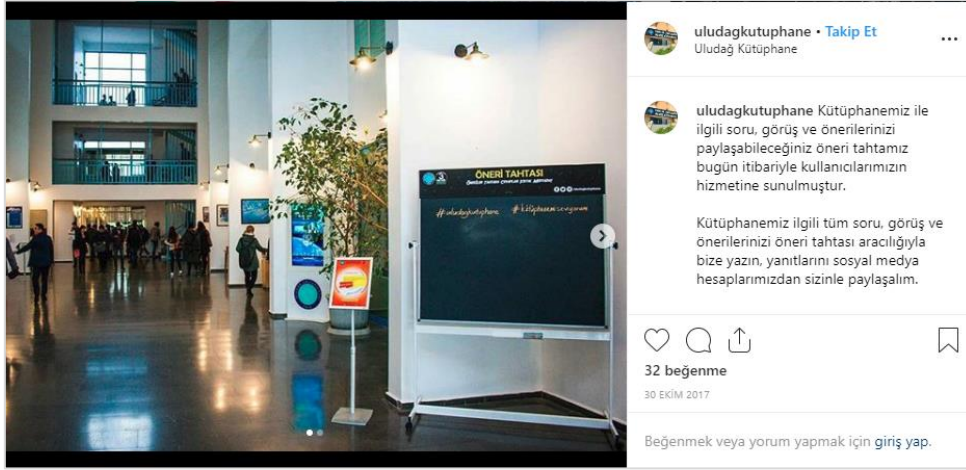 ÖNERİ TAHTASI
#uludagkutuphane #kütüphanemiseviyorum
uludagkutuphane • Takip Et
Uludağ Kütüphane
uludagkutuphane Kütüphanemiz ile
ilgili soru, görüş ve önerilerinizi
paylaşabileceğiniz öneri tahtamız
bugün itibariyle kullanıcılarımızın
hizmetine sunulmuştur.
Kütüphanemiz ilgili tüm soru, görüş ve
önerilerinizi öneri tahtası aracılığıyla
bize yazın, yanıtlarını sosyal medya
hesaplarımızdan sizinle paylaşalım.
32 beğenme
30 EKİM 2017
Beğenmek veya yorum yapmak için giriş yap.